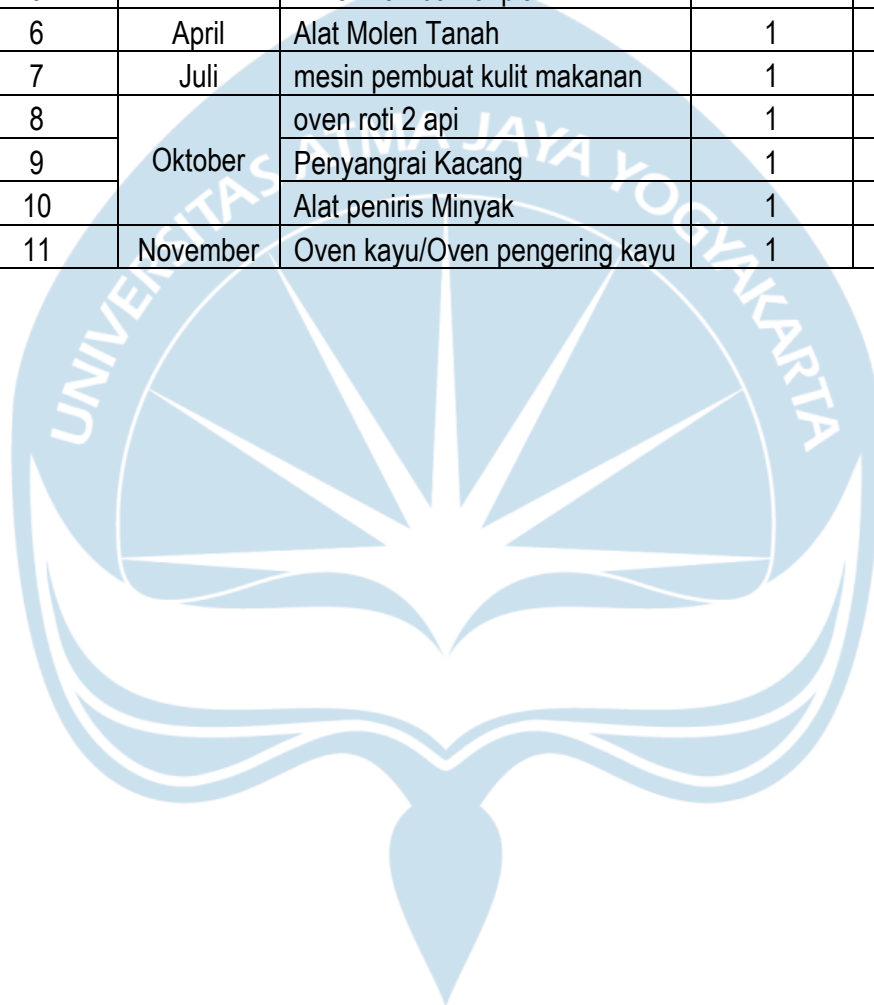 6 April Alat Molen Tanah 1
7 Juli mesin pembuat kulit makanan 1
8 oven roti 2 api 1
9 Oktober Penyangrai Kacang 1
10 Alat peniris Minyak 1
11 November Oven kayu/Oven pengering kayu 1
UNIVERSITAS ATMA JAYA YOGYAKARTA